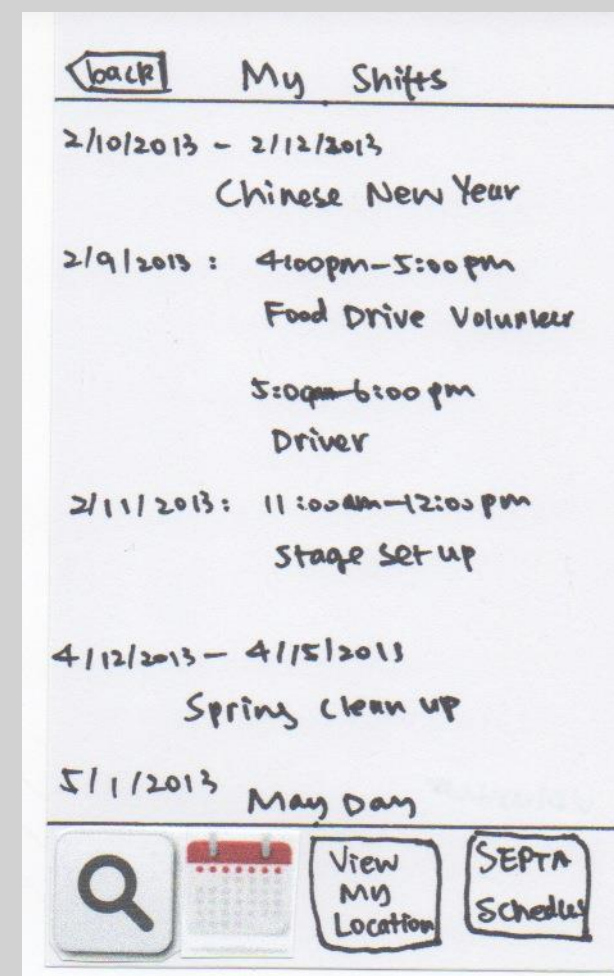 back My Shifts
2/10/2013 - 2/12/2013
Chinese New Year
2/9/2013 : 4:00pm-5:00pm
Food Drive Volunteer
5:00pm-6:00pm
Driver
2/11/2013: 11:00am-12:00pm
Stage set up
4/12/2013 - 4/15/2013
Spring clean up
5/1/2013 May Day
View
My
Location
SEPTA
Schedules